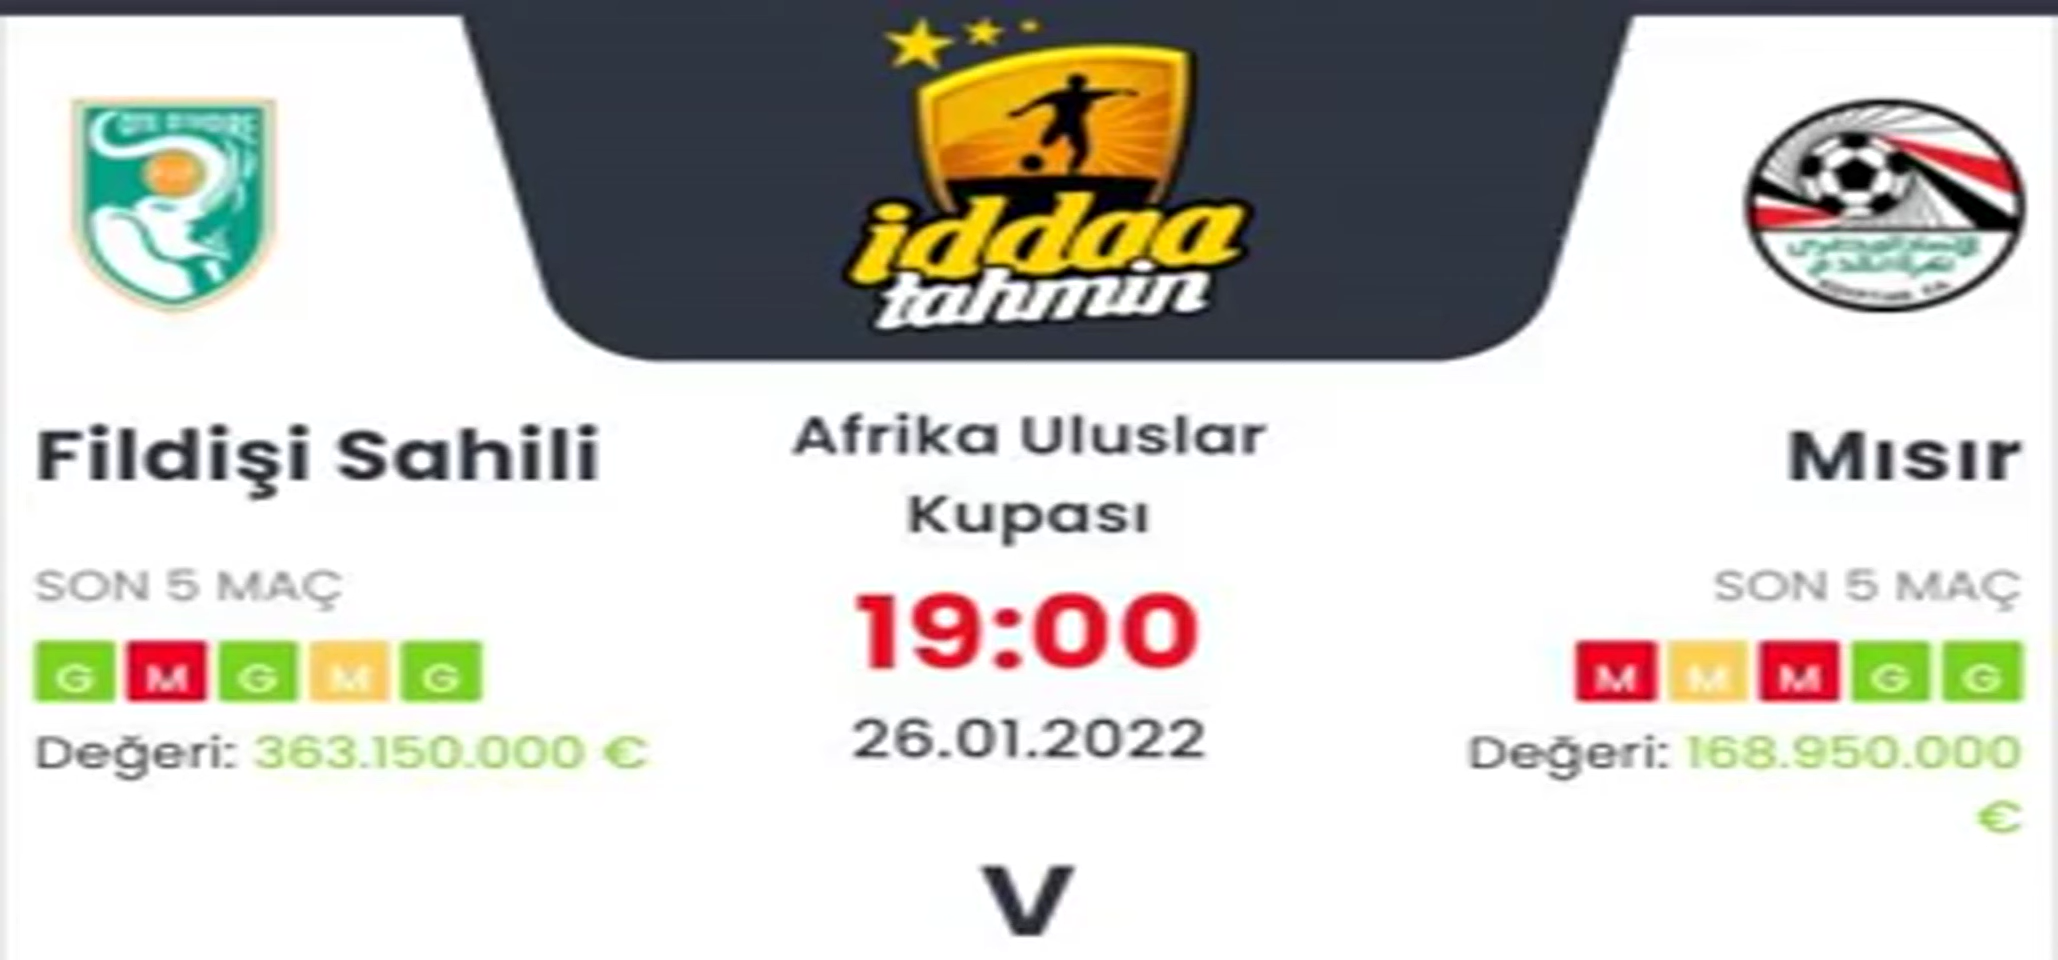 iddaa
tahmin
Fildişi Sahili
Afrika Uluslar
Kupası
Mısır
SON 5 MAÇ
19:00
SON 5 MAÇ
G M G M G
M M M G G
Değeri: 363.150.000 €
26.01.2022
Değeri: 168.950.000
€
V